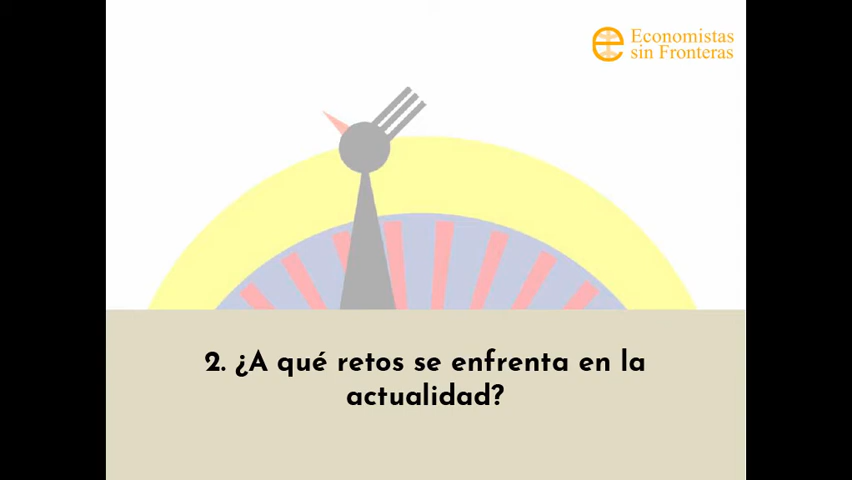 Economistas
sin Fronteras
2. ¿A qué retos se enfrenta en la
actualidad?